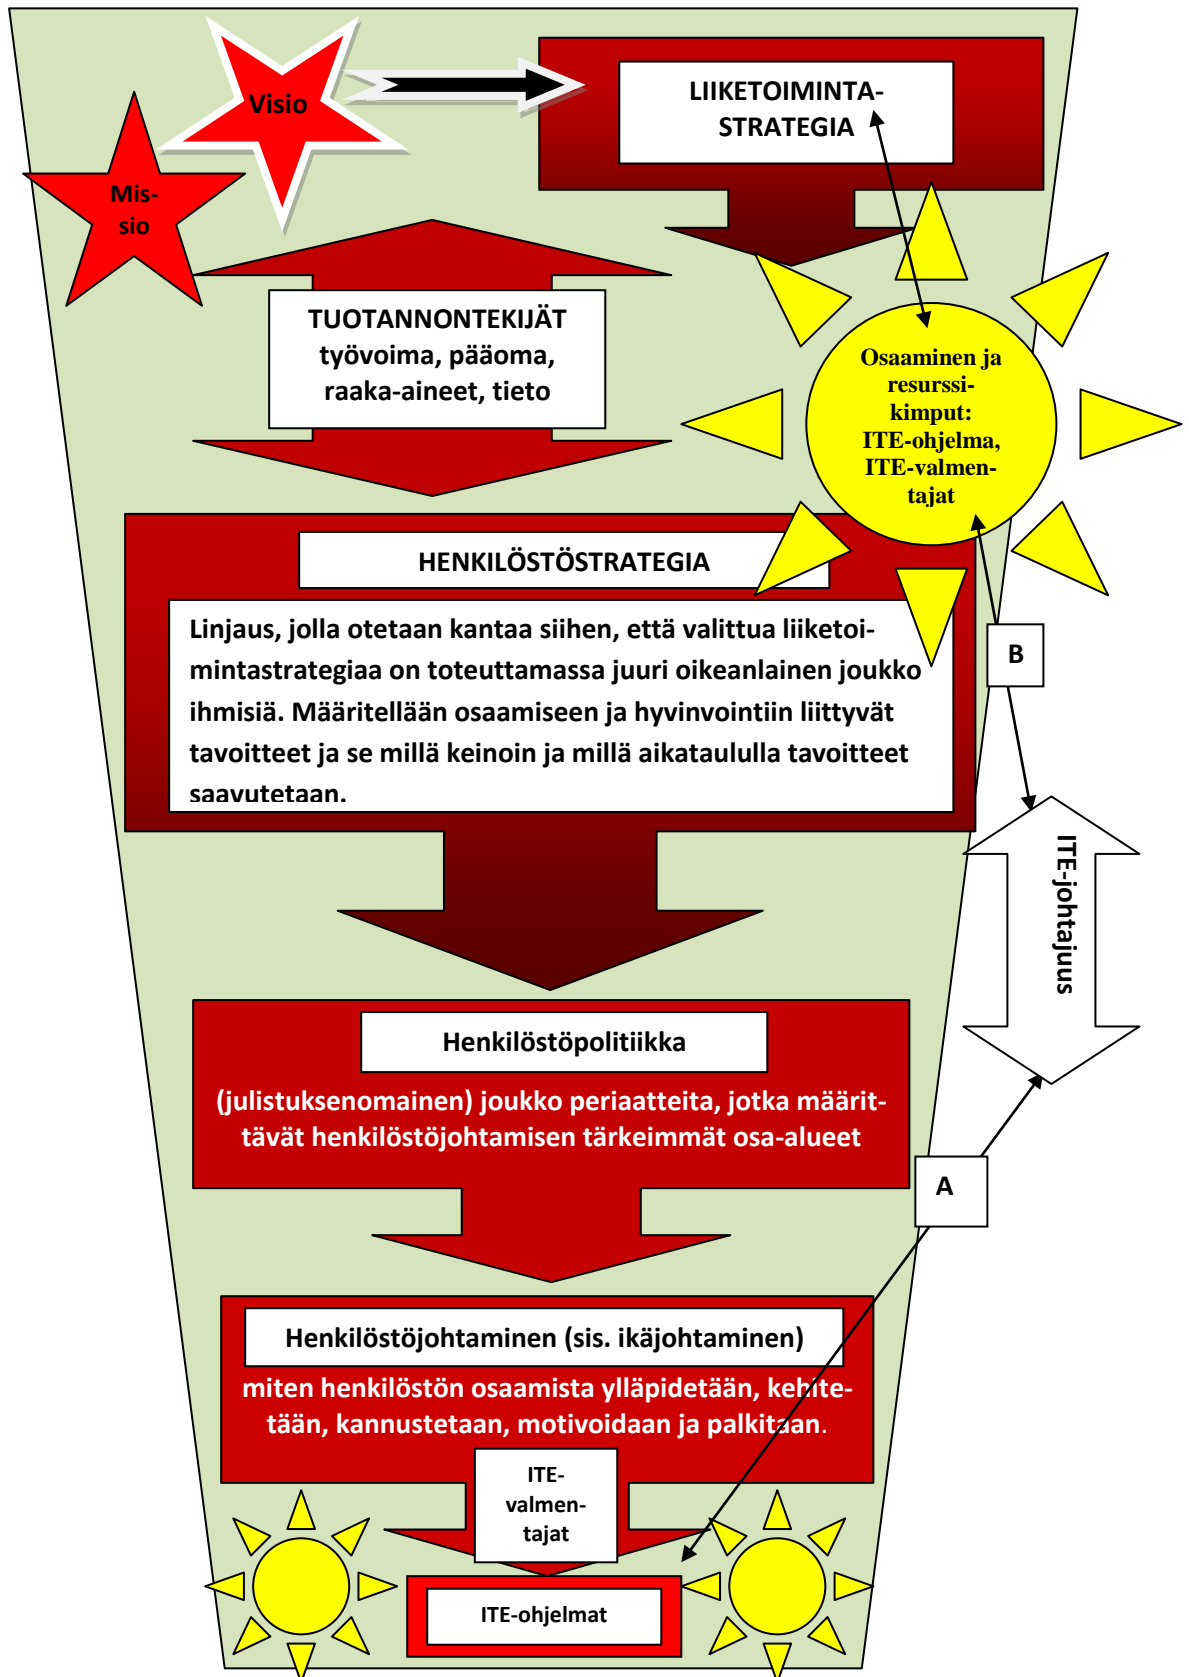 Visio
Mis-
sio
LIIKETOIMINTA-
STRATEGIA
TUOTANNONTEKIJÄT
työvoima, pääoma,
raaka-aineet, tieto
Osaaminen ja
resurssi-
kimput:
ITE-ohjelma,
ITE-valmen-
tajat
HENKILÖSTÖSTRATEGIA
Linjaus, jolla otetaan kantaa siihen, että valittua liiketoi-
mintastrategiaa on toteuttamassa juuri oikeanlainen joukko
ihmisiä. Määritellään osaamiseen ja hyvinvointiin liittyvät
tavoitteet ja se millä keinoin ja millä aikataululla tavoitteet
saavutetaan.
B
ITE-johtajuus
Henkilöstöpolitiikka
(julistuksenomainen) joukko periaatteita, jotka määrit-
tävät henkilöstöjohtamisen tärkeimmät osa-alueet
A
Henkilöstöjohtaminen (sis. ikäjohtaminen)
miten henkilöstön osaamista ylläpidetään, kehite-
tään, kannustetaan, motivoidaan ja palkitaan.
ITE-
valmen-
tajat
ITE-ohjelmat